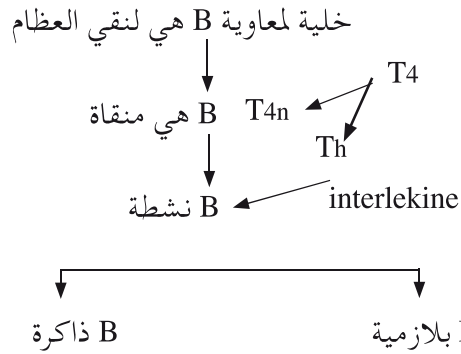 خلية لمعاوية B هي لنقي العظام
T4
B هي منقاة
T4n
Th
B نشطة
interlekine
B ذاكرة
بلازمية